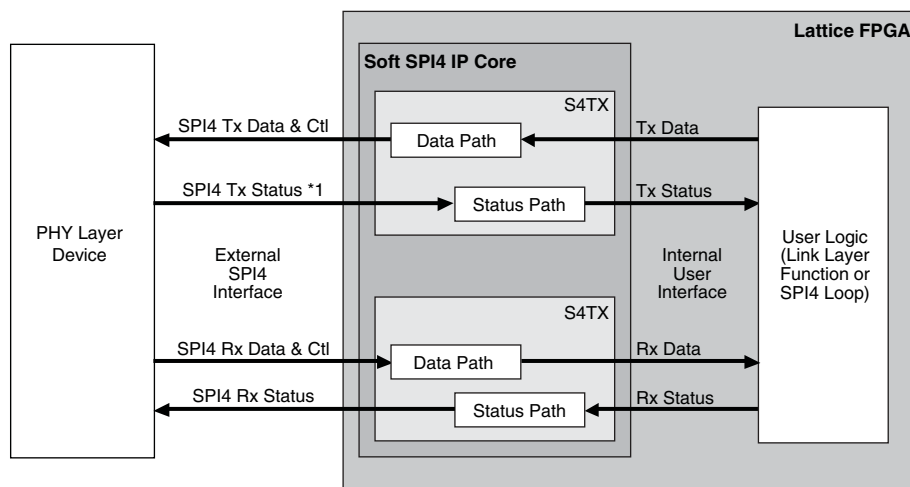 Lattice FPGA
Soft SPI4 IP Core
S4TX
SPI4 Tx Data & Ctl
Data Path
Tx Data
SPI4 Tx Status *1
Status Path
Tx Status
PHY Layer
Device
External
SPI4
Interface
Internal
User
Interface
User Logic
(Link Layer
Function or
SPI4 Loop)
S4TX
SPI4 Rx Data & Ctl
Data Path
Rx Data
SPI4 Rx Status
Status Path
Rx Status